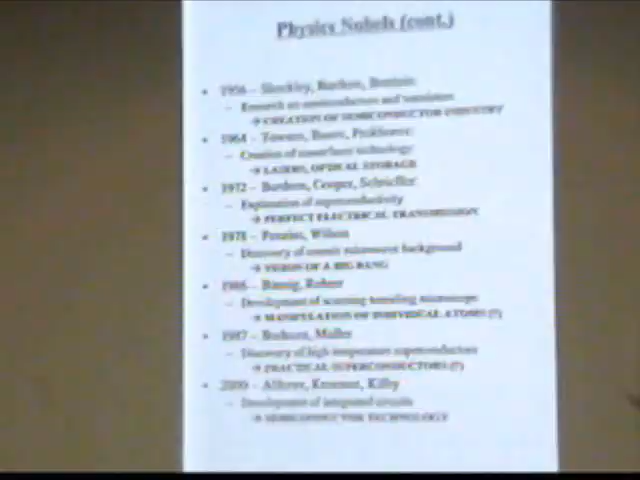 Physics Nobels (cont.)
• 1956 – Shockley, Bardeen, Brattain
– Research on semiconductors and transistors
→ CREATION OF SEMICONDUCTOR INDUSTRY
• 1964 – Townes, Basov, Prokhorov
– Creation of maser/laser technology
→ LASERS, OPTICAL STORAGE
• 1972 – Bardeen, Cooper, Schrieffer
– Explanation of superconductivity
→ PERFECT ELECTRICAL TRANSMISSION
• 1978 – Penzias, Wilson
– Discovery of cosmic microwave background
→ VISION OF A BIG BANG
• 1986 – Binnig, Rohrer
– Development of scanning tunneling microscope
→ MANIPULATION OF INDIVIDUAL ATOMS (?)
• 1987 – Bednorz, Muller
– Discovery of high temperature superconductors
→ PRACTICAL SUPERCONDUCTORS (?)
• 2000 – Alferov, Kroemer, Kilby
– Development of integrated circuits
→ SEMICONDUCTOR TECHNOLOGY